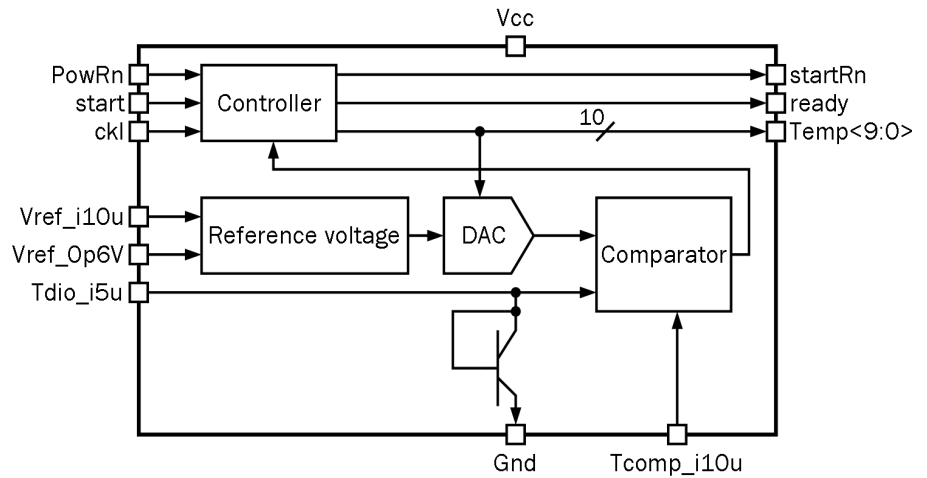 Vcc
PowRn
start
ckl
Controller
startRn
ready
10
Temp<9:0>
Vref_i10u
Vref_0p6V
Tdio_i5u
Reference voltage
DAC
Comparator
Gnd
Tcomp_i10u